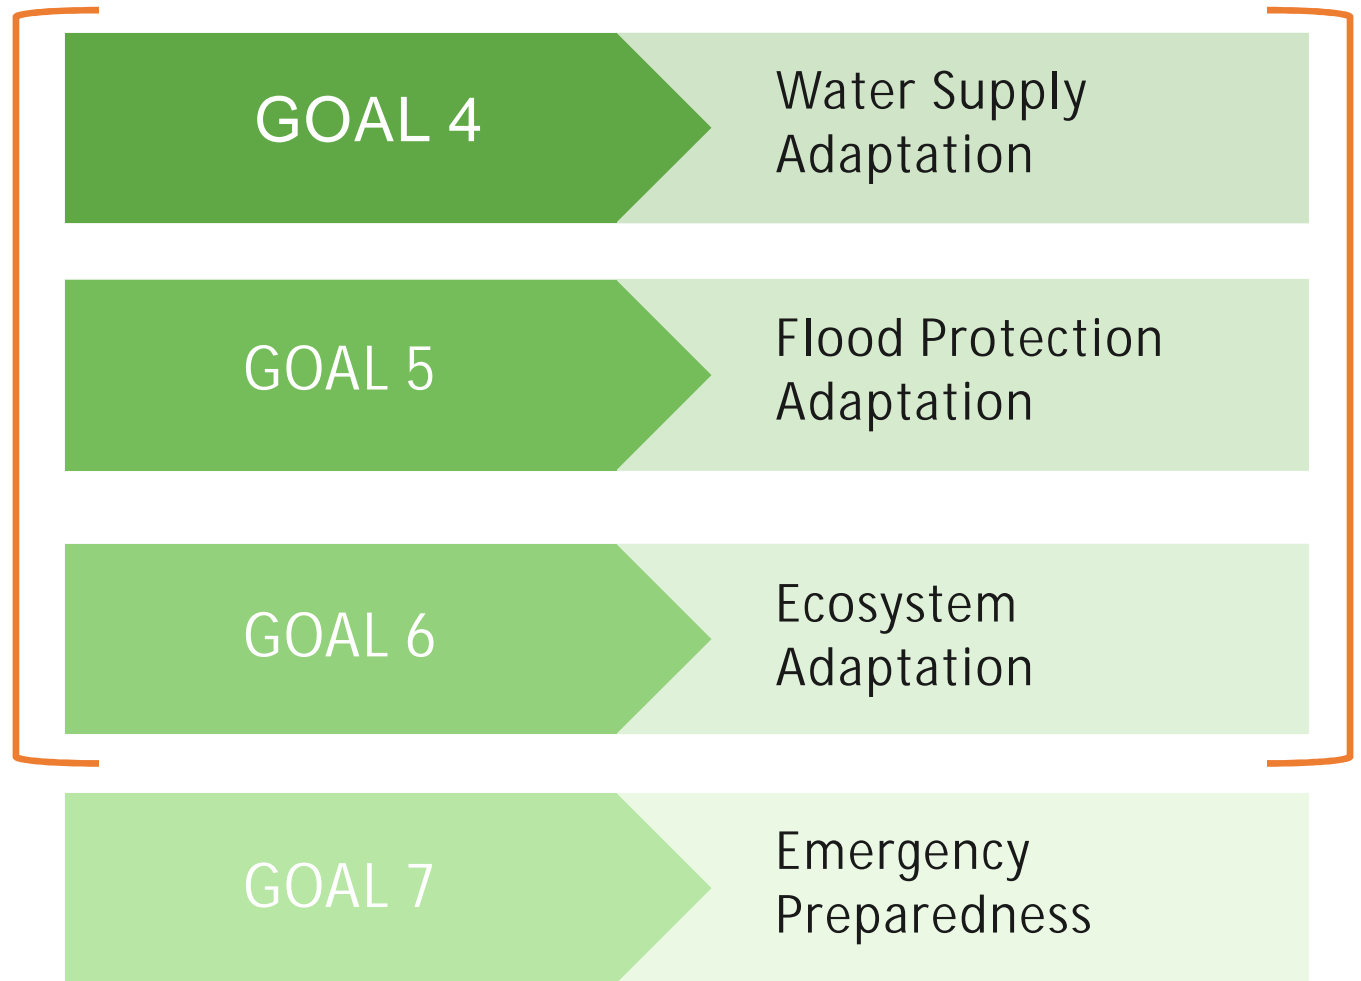 GOAL 4
Water Supply
Adaptation
GOAL 5
Flood Protection
Adaptation
GOAL 6
Ecosystem
Adaptation
GOAL 7
Emergency
Preparedness